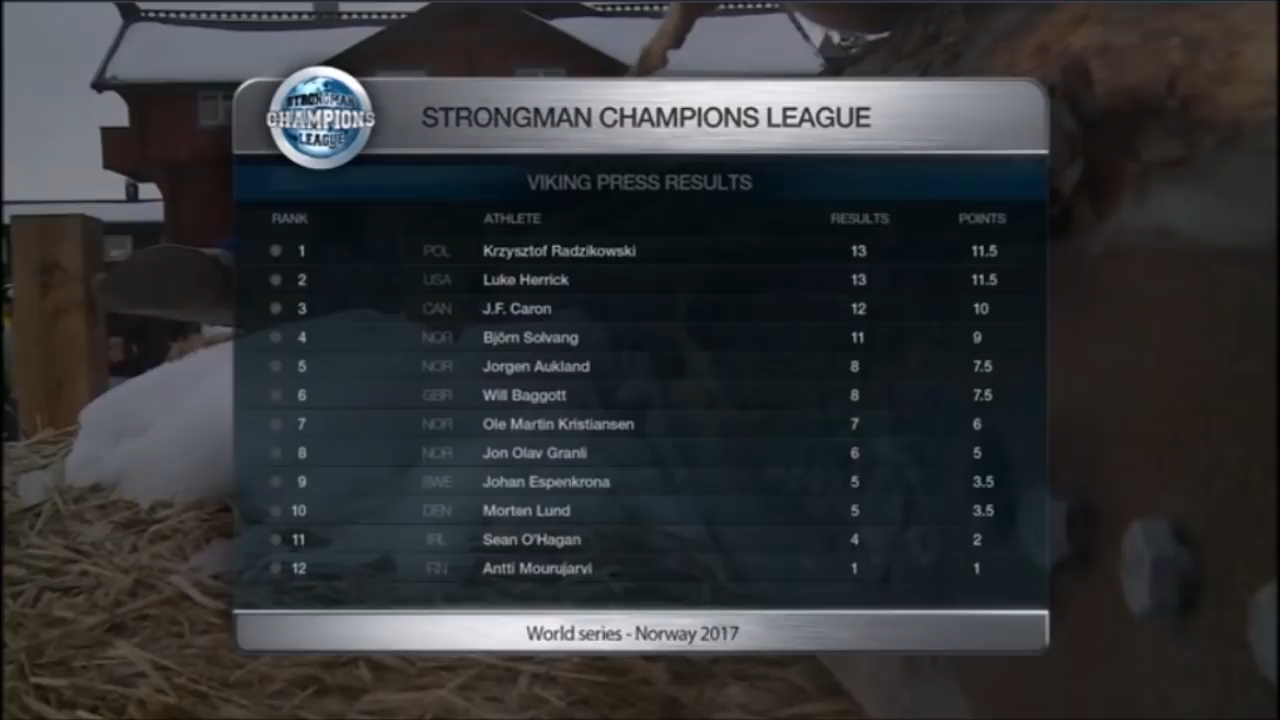 STRONGMAN
CHAMPIONS
LEAGUE
STRONGMAN CHAMPIONS LEAGUE
VIKING PRESS RESULTS
RANK ATHLETE RESULTS POINTS
1 POL Krzysztof Radzikowski 13 11.5
2 USA Luke Herrick 13 11.5
3 CAN J.F. Caron 12 10
4 NOR Björn Solvang 11 9
5 NOR Jorgen Aukland 8 7.5
6 GBR Will Baggott 8 7.5
7 NOR Ole Martin Kristiansen 7 6
8 NOR Jon Olav Granli 6 5
9 SWE Johan Espenkrona 5 3.5
10 DEN Morten Lund 5 3.5
11 IRL Sean O'Hagan 4 2
12 FIN Antti Mourujarvi 1 1
World series - Norway 2017